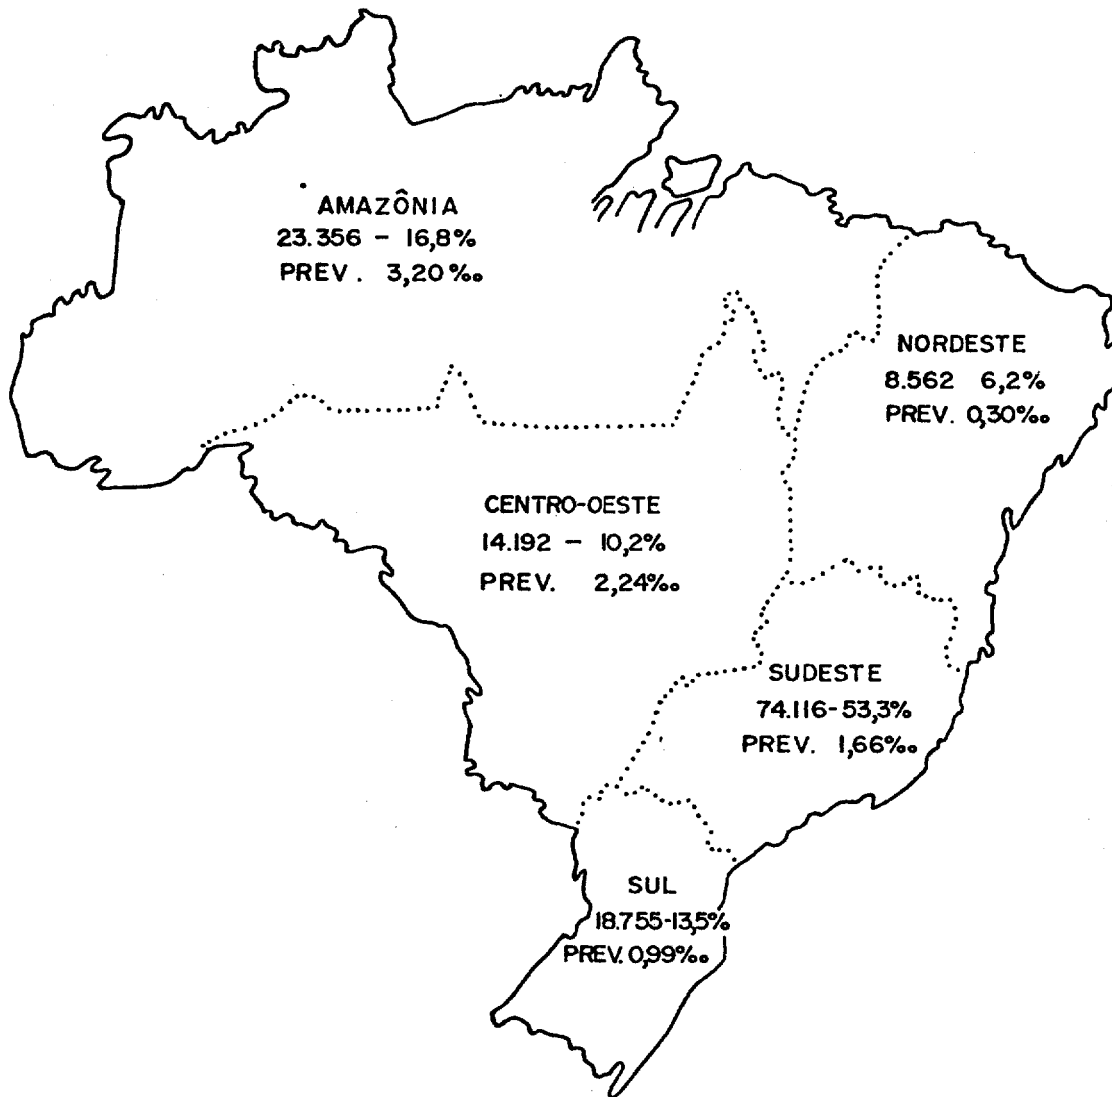 AMAZÔNIA
23.356 – 16,8%
PREV. 3,20‰
NORDESTE
8.562 6,2%
PREV. 0,30‰
CENTRO-OESTE
14.192 – 10,2%
PREV. 2,24‰
SUDESTE
74.116-53,3%
PREV. 1,66‰
SUL
18.755-13,5%
PREV. 0,99‰